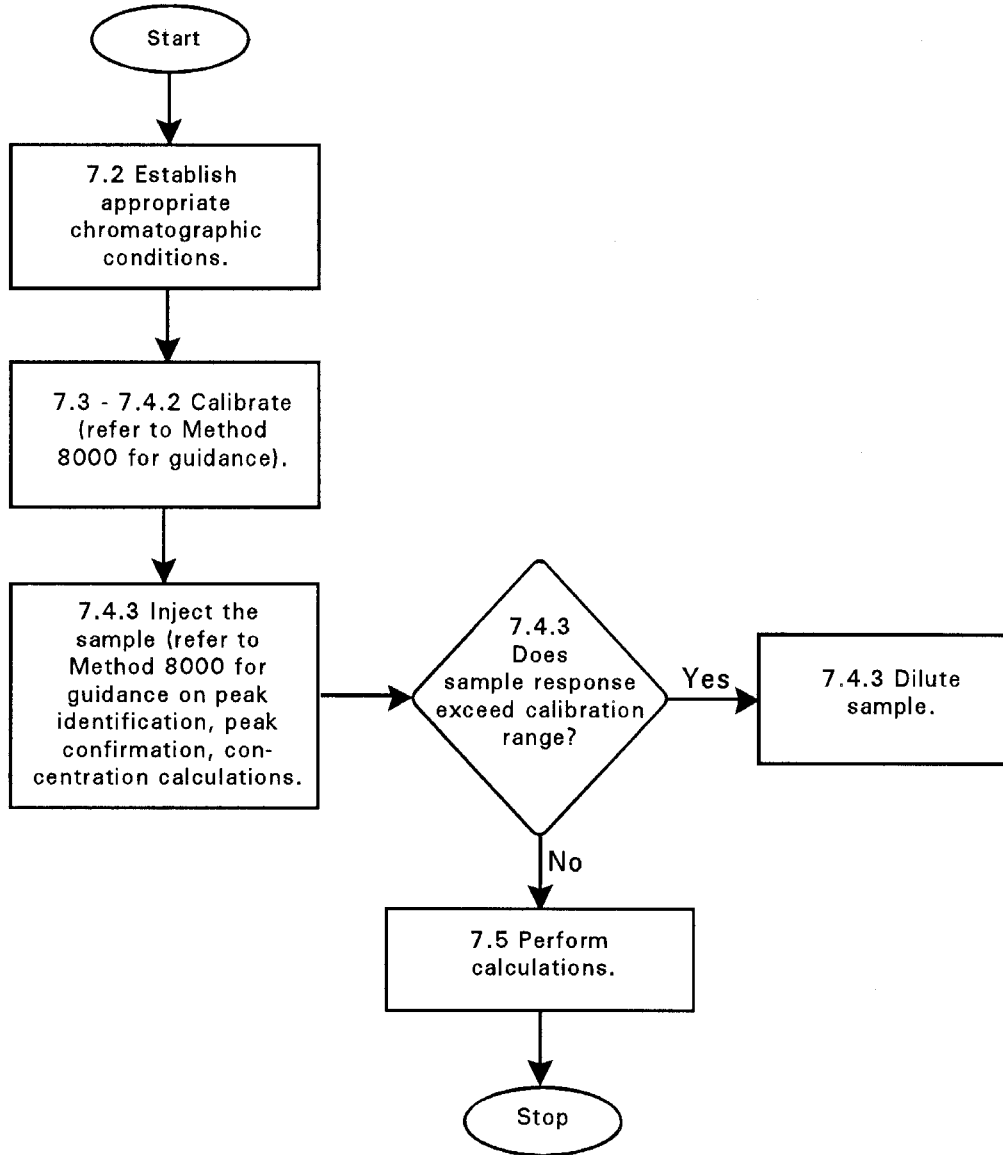 Start
7.2 Establish
appropriate
chromatographic
conditions.
7.3 - 7.4.2 Calibrate
(refer to Method
8000 for guidance).
7.4.3 Inject the
sample (refer to
Method 8000 for
guidance on peak
identification, peak
confirmation, con-
centration calculations.
7.4.3
Does
sample response
exceed calibration
range?
Yes
7.4.3 Dilute
sample.
No
7.5 Perform
calculations.
Stop